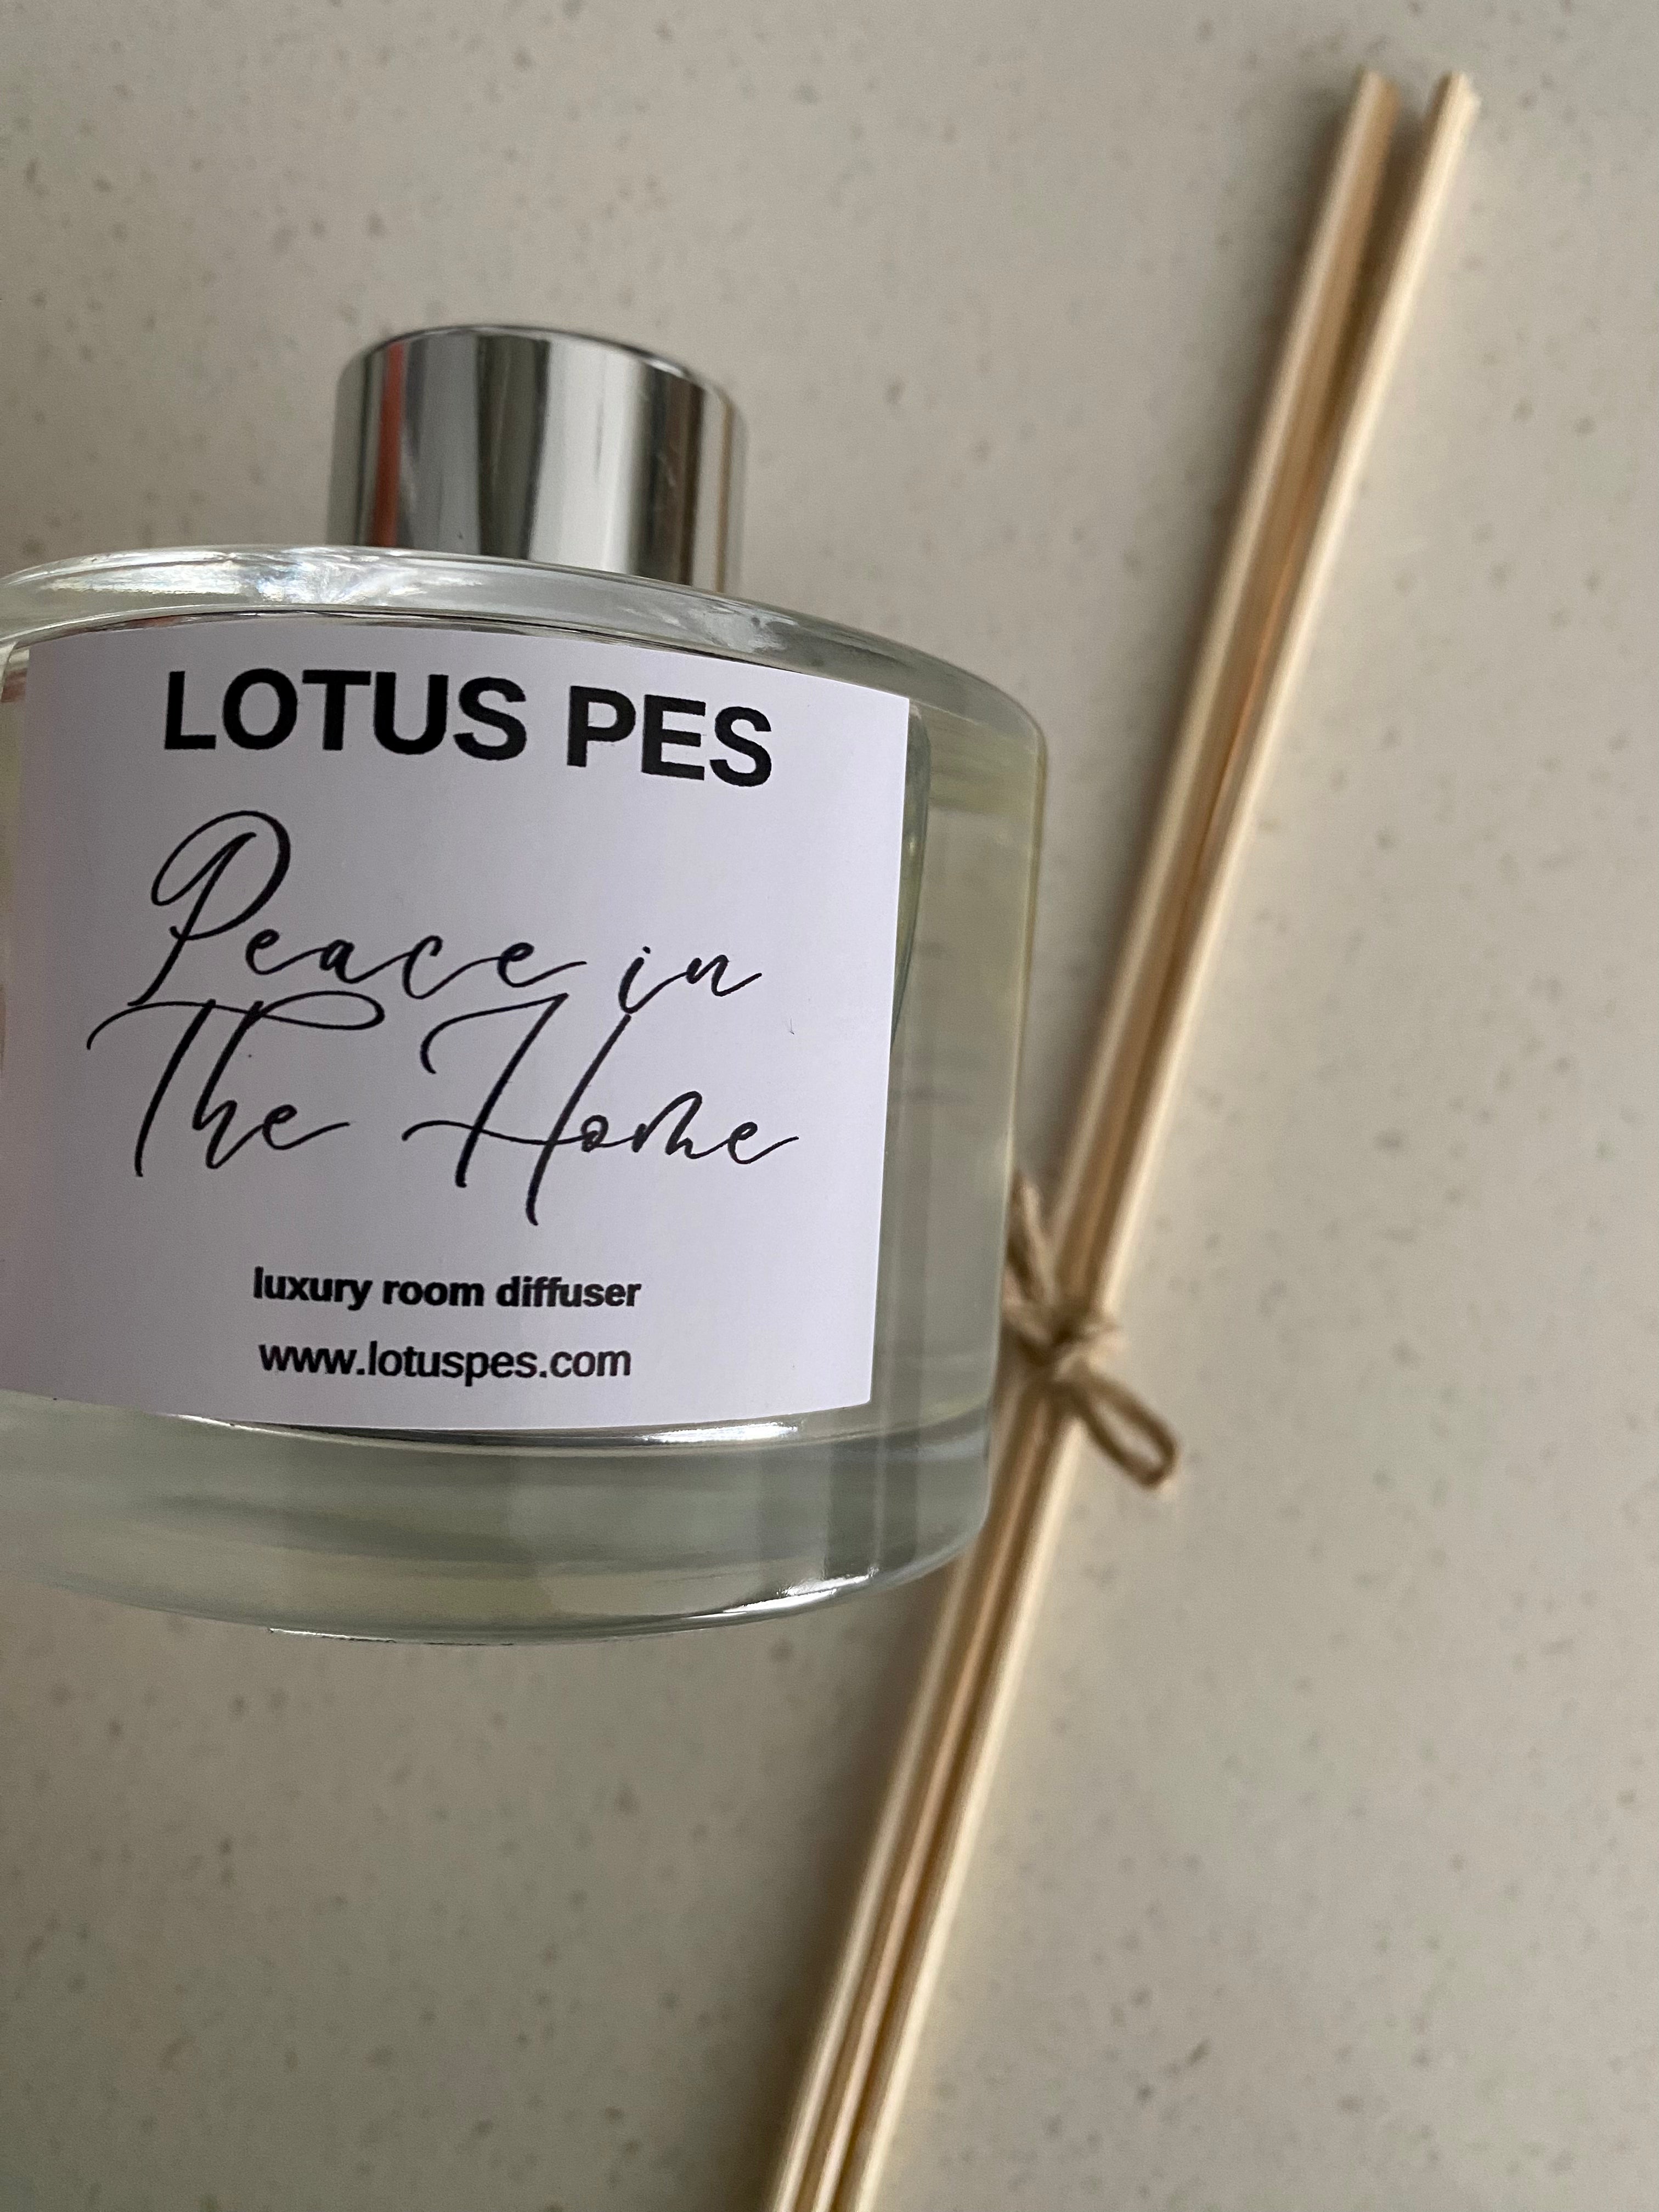 LOTUS PES
Peace in
The Home
luxury room diffuser
www.lotuspes.com